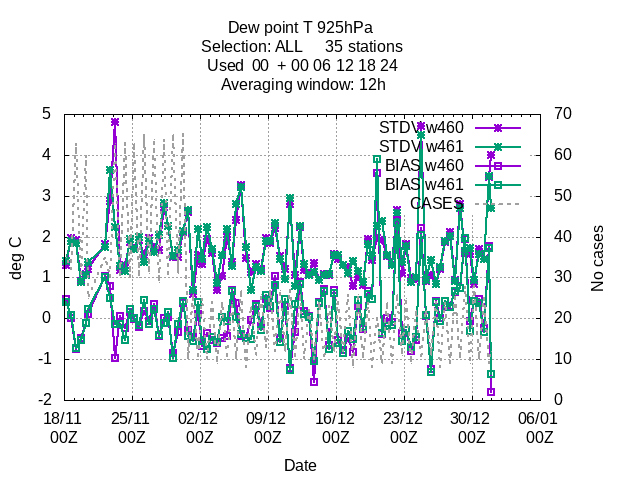 Dew point T 925hPa
Selection: ALL 35 stations
Used 00 + 00 06 12 18 24
Averaging window: 12h
5 70
STDV w460
STDV w461
4 60
BIAS w460
BIAS w461
CASES
3 50
2 40
deg C
No cases
1 30
0 20
-1 10
-2 0
18/11 25/11 02/12 09/12 16/12 23/12 30/12 06/01
00Z 00Z 00Z 00Z 00Z 00Z 00Z 00Z
Date